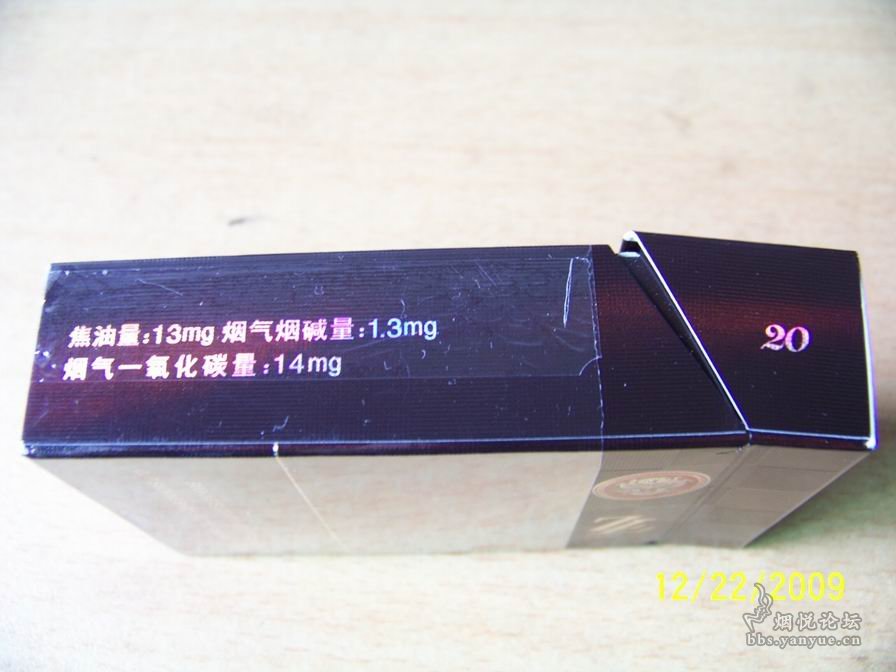 焦油量:13mg 烟气烟碱量:1.3mg
烟气一氧化碳量:14mg
20
12/22/2009
烟悦论坛
bbs.yanyue.cn